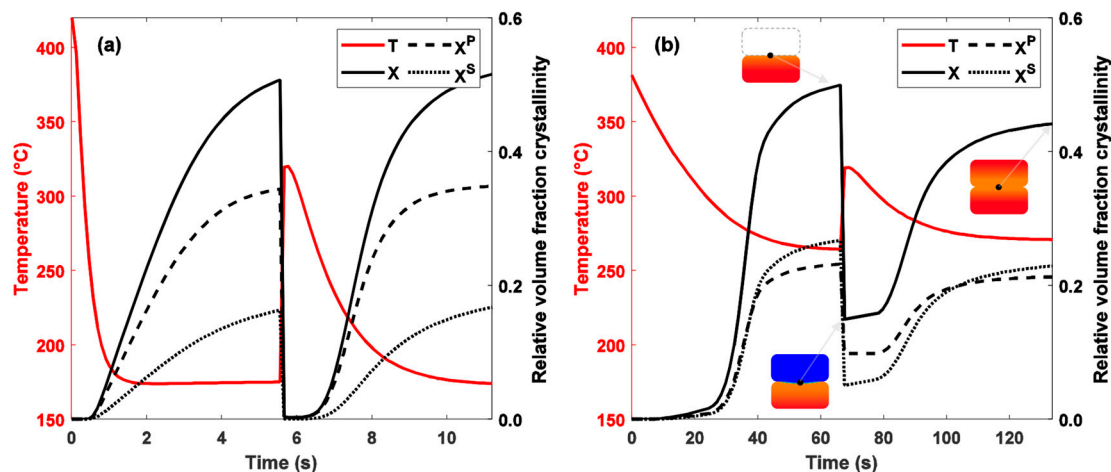 (a)
T
X^P
X
X^S
Temperature (°C)
400
350
300
250
200
150
0
2
4
6
8
10
Time (s)
0.6
0.4
0.2
0.0
Relative volume fraction crystallinity
(b)
T
X^P
X
X^S
Temperature (°C)
400
350
300
250
200
150
0
20
40
60
80
100
120
Time (s)
0.6
0.4
0.2
0.0
Relative volume fraction crystallinity